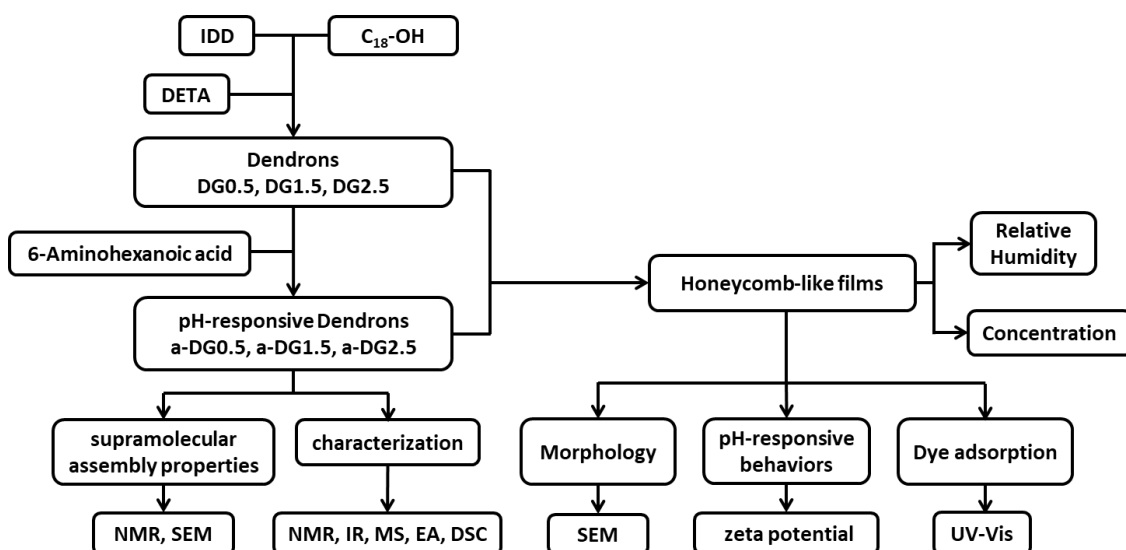 IDD
C₁₈-OH
DETA
Dendrons
DG0.5, DG1.5, DG2.5
6-Aminohexanoic acid
pH-responsive Dendrons
a-DG0.5, a-DG1.5, a-DG2.5
Honeycomb-like films
Relative
Humidity
Concentration
supramolecular
assembly properties
characterization
Morphology
pH-responsive
behaviors
Dye adsorption
NMR, SEM
NMR, IR, MS, EA, DSC
SEM
zeta potential
UV-Vis